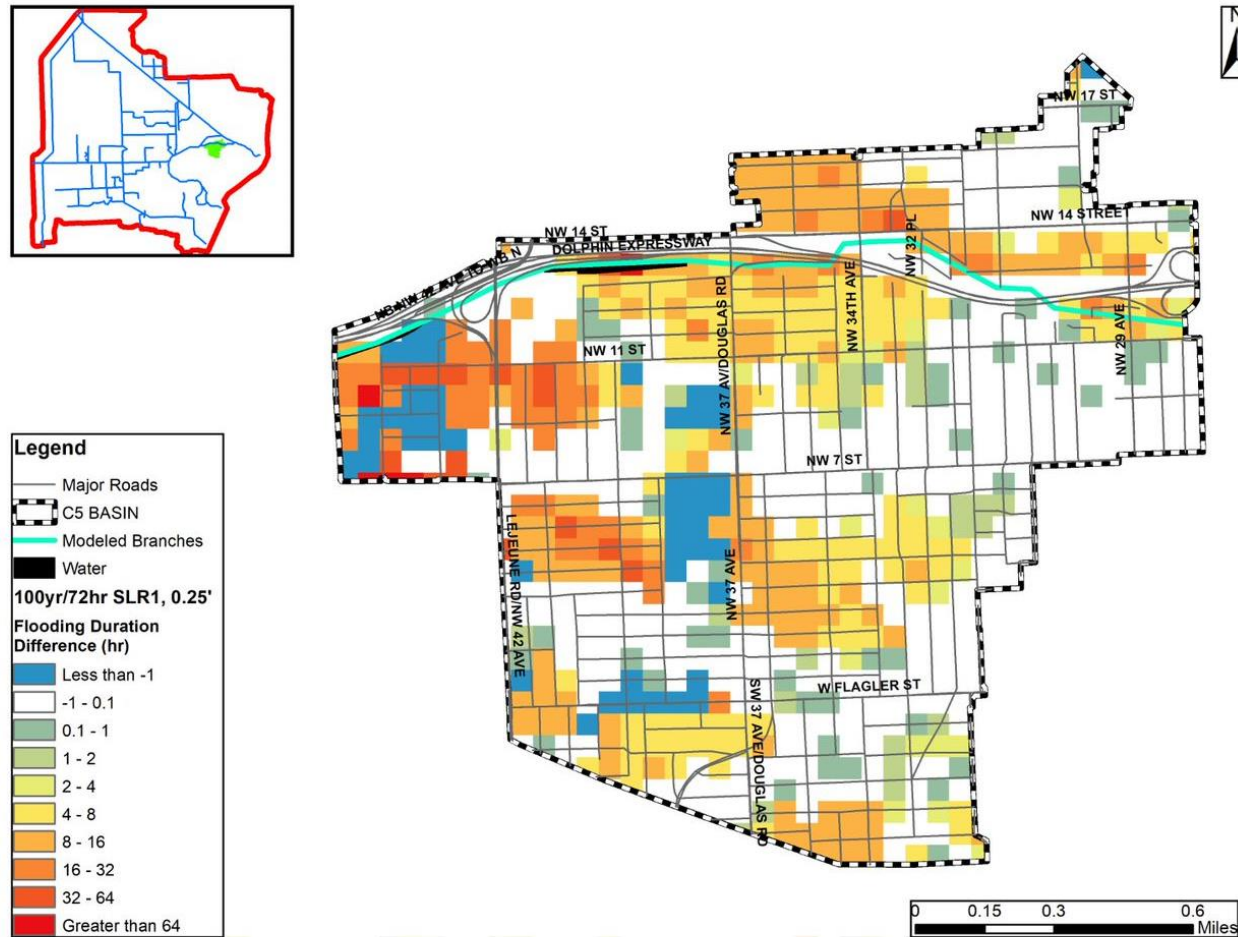 N
NW 17 ST
NW 14 STREET
NW 14 ST
DOLPHIN EXPRESSWAY
NW 32 PL
NW 37 AV/DOUGLAS RD
NW 34TH AVE
NW 29 AVE
NW 11 ST
NW 7 ST
LEJEUNE RD/NW 42 AVE
NW 37 AVE
W FLAGLER ST
SW 37 AVE/DOUGLAS RD
Legend
Major Roads
C5 BASIN
Modeled Branches
Water
100yr/72hr SLR1, 0.25'
Flooding Duration
Difference (hr)
Less than -1
-1 - 0.1
0.1 - 1
1 - 2
2 - 4
4 - 8
8 - 16
16 - 32
32 - 64
Greater than 64
0 0.15 0.3 0.6
Miles